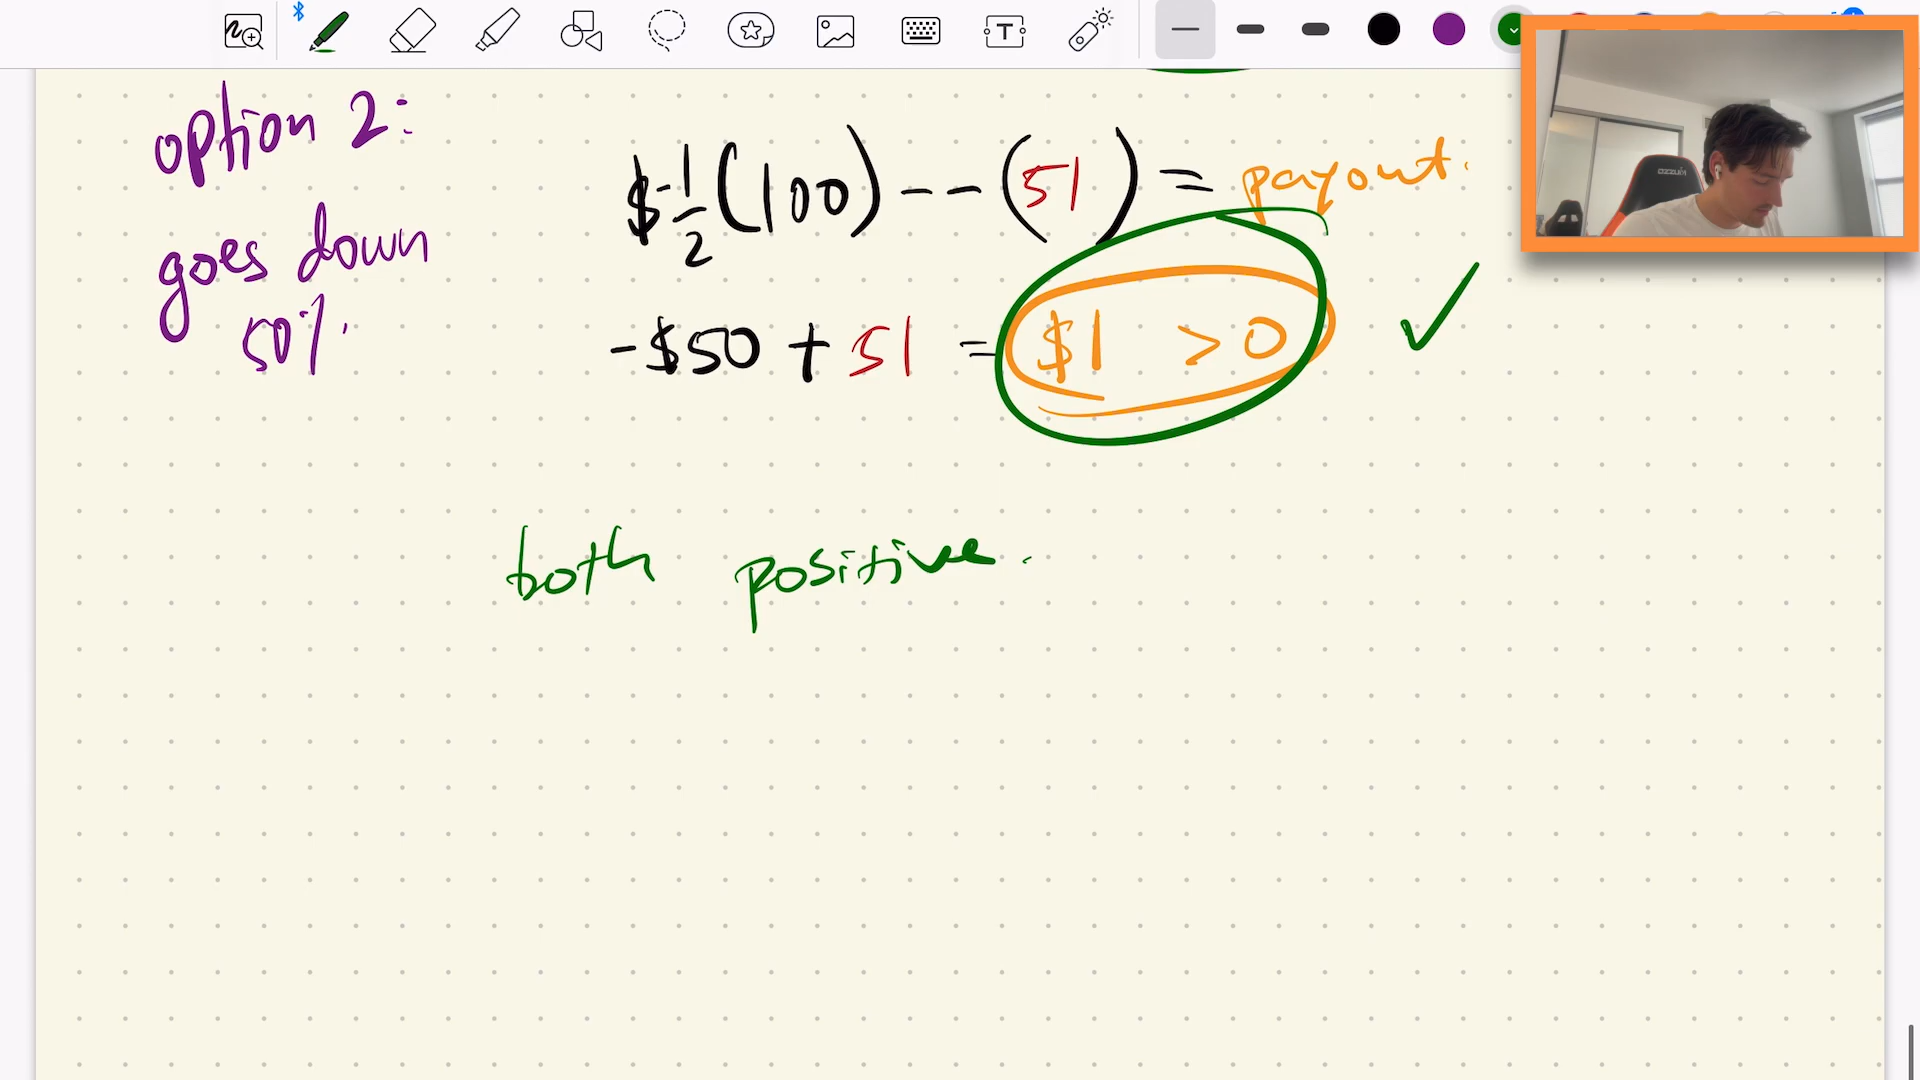 option 2:
goes down
50%.
$-1/2 (100) -- (51) = payout.
-$50 + 51 = $1 > 0 ✓
both positive.